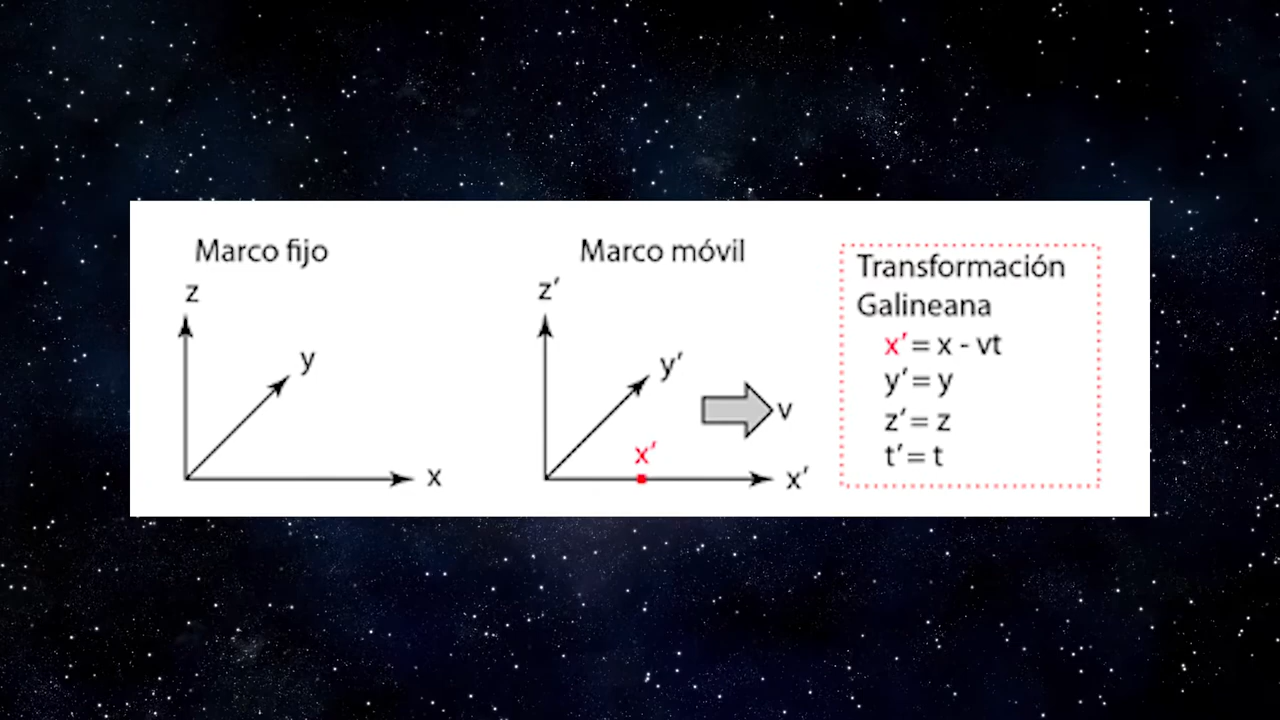 Marco fijo
z
y
x
Marco móvil
z′
y′
v
x′
x′
Transformación
Galineana
x′ = x - vt
y′ = y
z′ = z
t′ = t